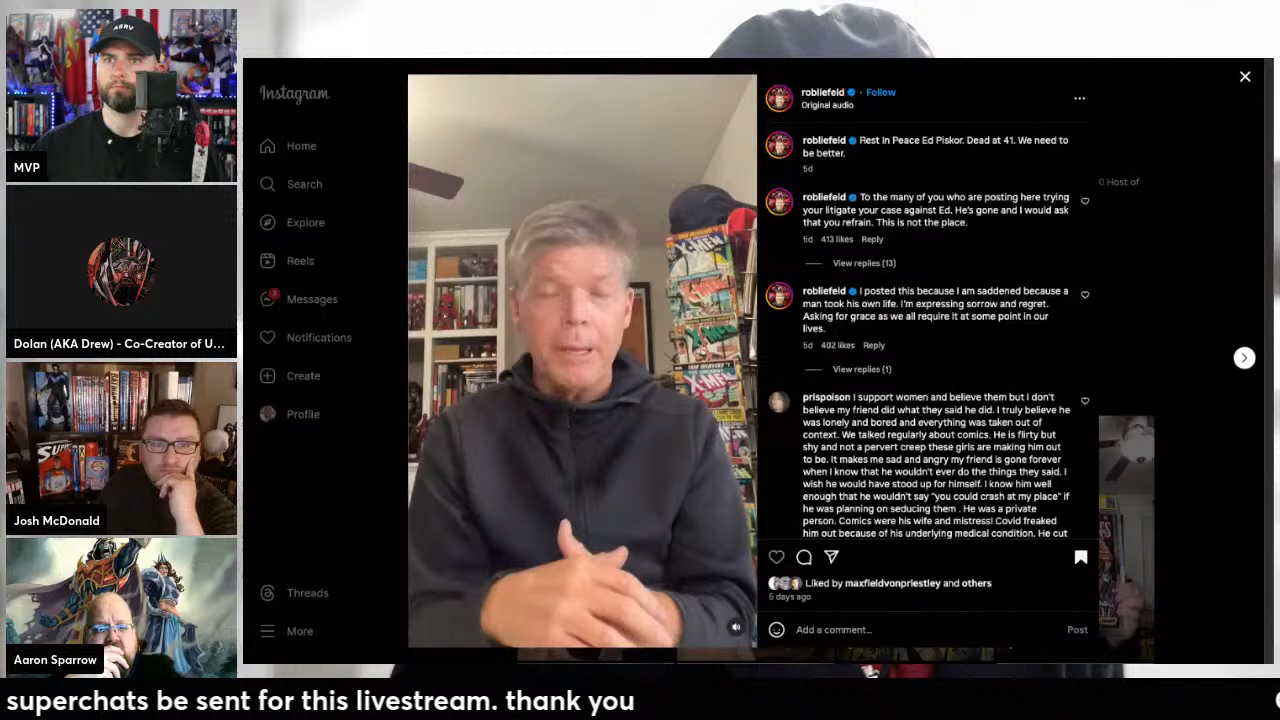 ASRV
MVP
Dolan (AKA Drew) - Co-Creator of U...
Josh McDonald
Aaron Sparrow
Instagram
Home
Search
Explore
Reels
3
Messages
Notifications
Create
Profile
Threads
More
X-MEN
X-MEN
robliefeld · Follow
Original audio
robliefeld Rest In Peace Ed Piskor. Dead at 41. We need to
be better.
5d
robliefeld To the many of you who are posting here trying
your litigate your case against Ed. He's gone and I would ask
that you refrain. This is not the place.
5d 413 likes Reply
View replies (13)
robliefeld I posted this because I am saddened because a
man took his own life. I'm expressing sorrow and regret.
Asking for grace as we all require it at some point in our
lives.
5d 402 likes Reply
View replies (1)
prispoison I support women and believe them but I don't
believe my friend did what they said he did. I truly believe he
was lonely and bored and everything was taken out of
context. We talked regularly about comics. He is flirty but
shy and not a pervert creep these girls are making him out
to be. It makes me sad and angry my friend is gone forever
when I know that he wouldn't ever do the things they said. I
wish he would have stood up for himself. I know him well
enough that he wouldn't say "you could crash at my place" if
he was planning on seducing them . He was a private
person. Comics were his wife and mistress! Covid freaked
him out because of his underlying medical condition. He cut
Liked by maxfieldvonpriestley and others
5 days ago
Add a comment...
Post
Host of
superchats be sent for this livestream. thank you